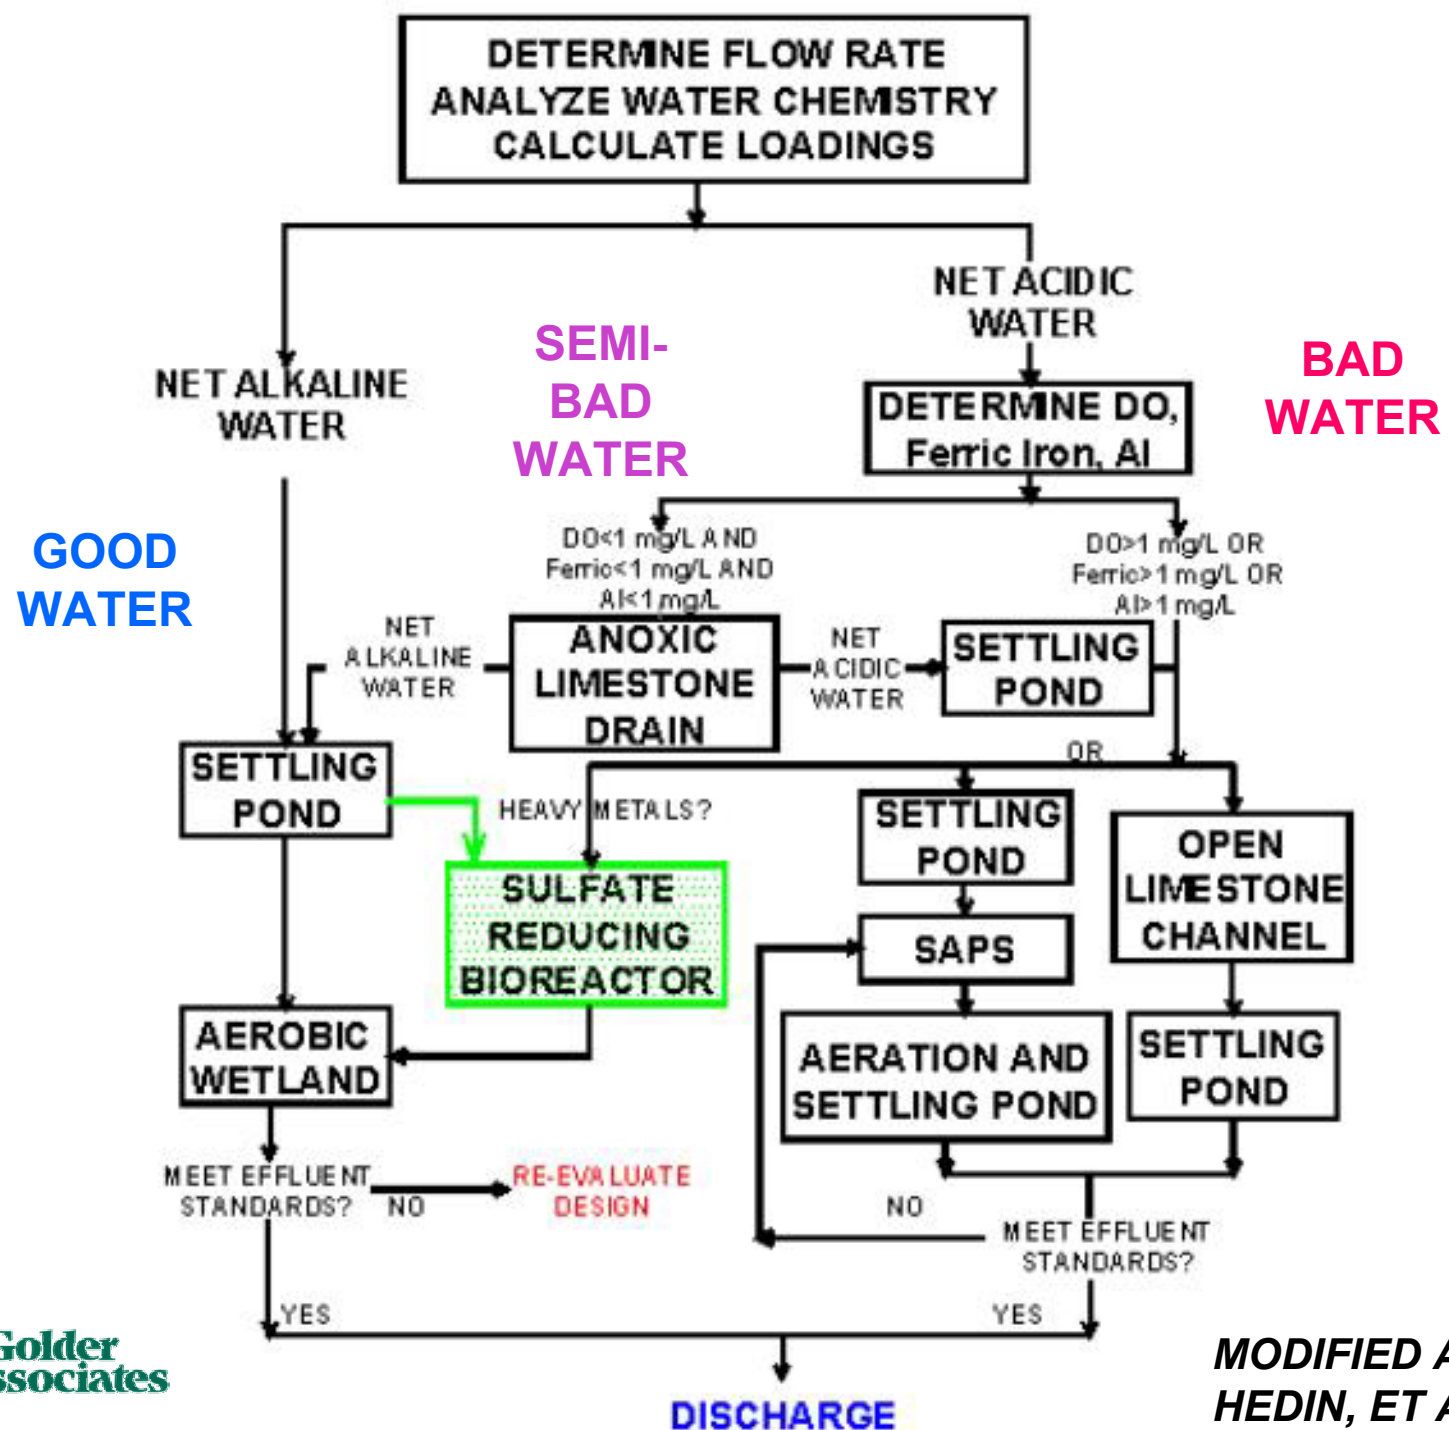 DETERMINE FLOW RATE
ANALYZE WATER CHEMISTRY
CALCULATE LOADINGS
NET ACIDIC
WATER
SEMI-
BAD
WATER
BAD
WATER
NET ALKALINE
WATER
DETERMINE DO,
Ferric Iron, Al
GOOD
WATER
DO<1 mg/L AND
Ferric<1 mg/L AND
Al<1 mg/L
DO>1 mg/L OR
Ferric>1 mg/L OR
Al>1 mg/L
NET
ALKALINE
WATER
ANOXIC
LIMESTONE
DRAIN
NET
ACIDIC
WATER
SETTLING
POND
OR
SETTLING
POND
HEAVY METALS?
SETTLING
POND
OPEN
LIMESTONE
CHANNEL
SULFATE
REDUCING
BIOREACTOR
SAPS
AEROBIC
WETLAND
AERATION AND
SETTLING POND
SETTLING
POND
MEET EFFLUENT
STANDARDS?
NO
RE-EVALUATE
DESIGN
NO
MEET EFFLUENT
STANDARDS?
YES
YES
Golder
ssociates
DISCHARGE
MODIFIED A
HEDIN, ET A